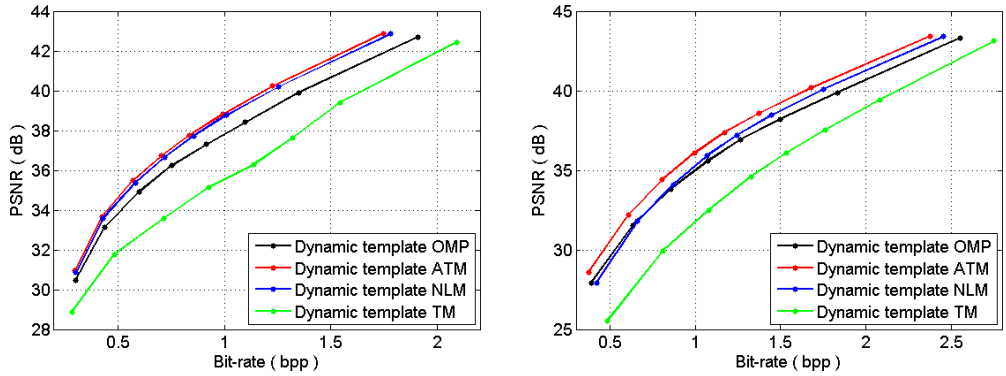 44
42
40
38
36
34
32
30
28
PSNR ( dB )
0.5
1
1.5
2
Bit-rate ( bpp )
Dynamic template OMP
Dynamic template ATM
Dynamic template NLM
Dynamic template TM
45
40
35
30
25
PSNR ( dB )
0.5
1
1.5
2
2.5
Bit-rate ( bpp )
Dynamic template OMP
Dynamic template ATM
Dynamic template NLM
Dynamic template TM